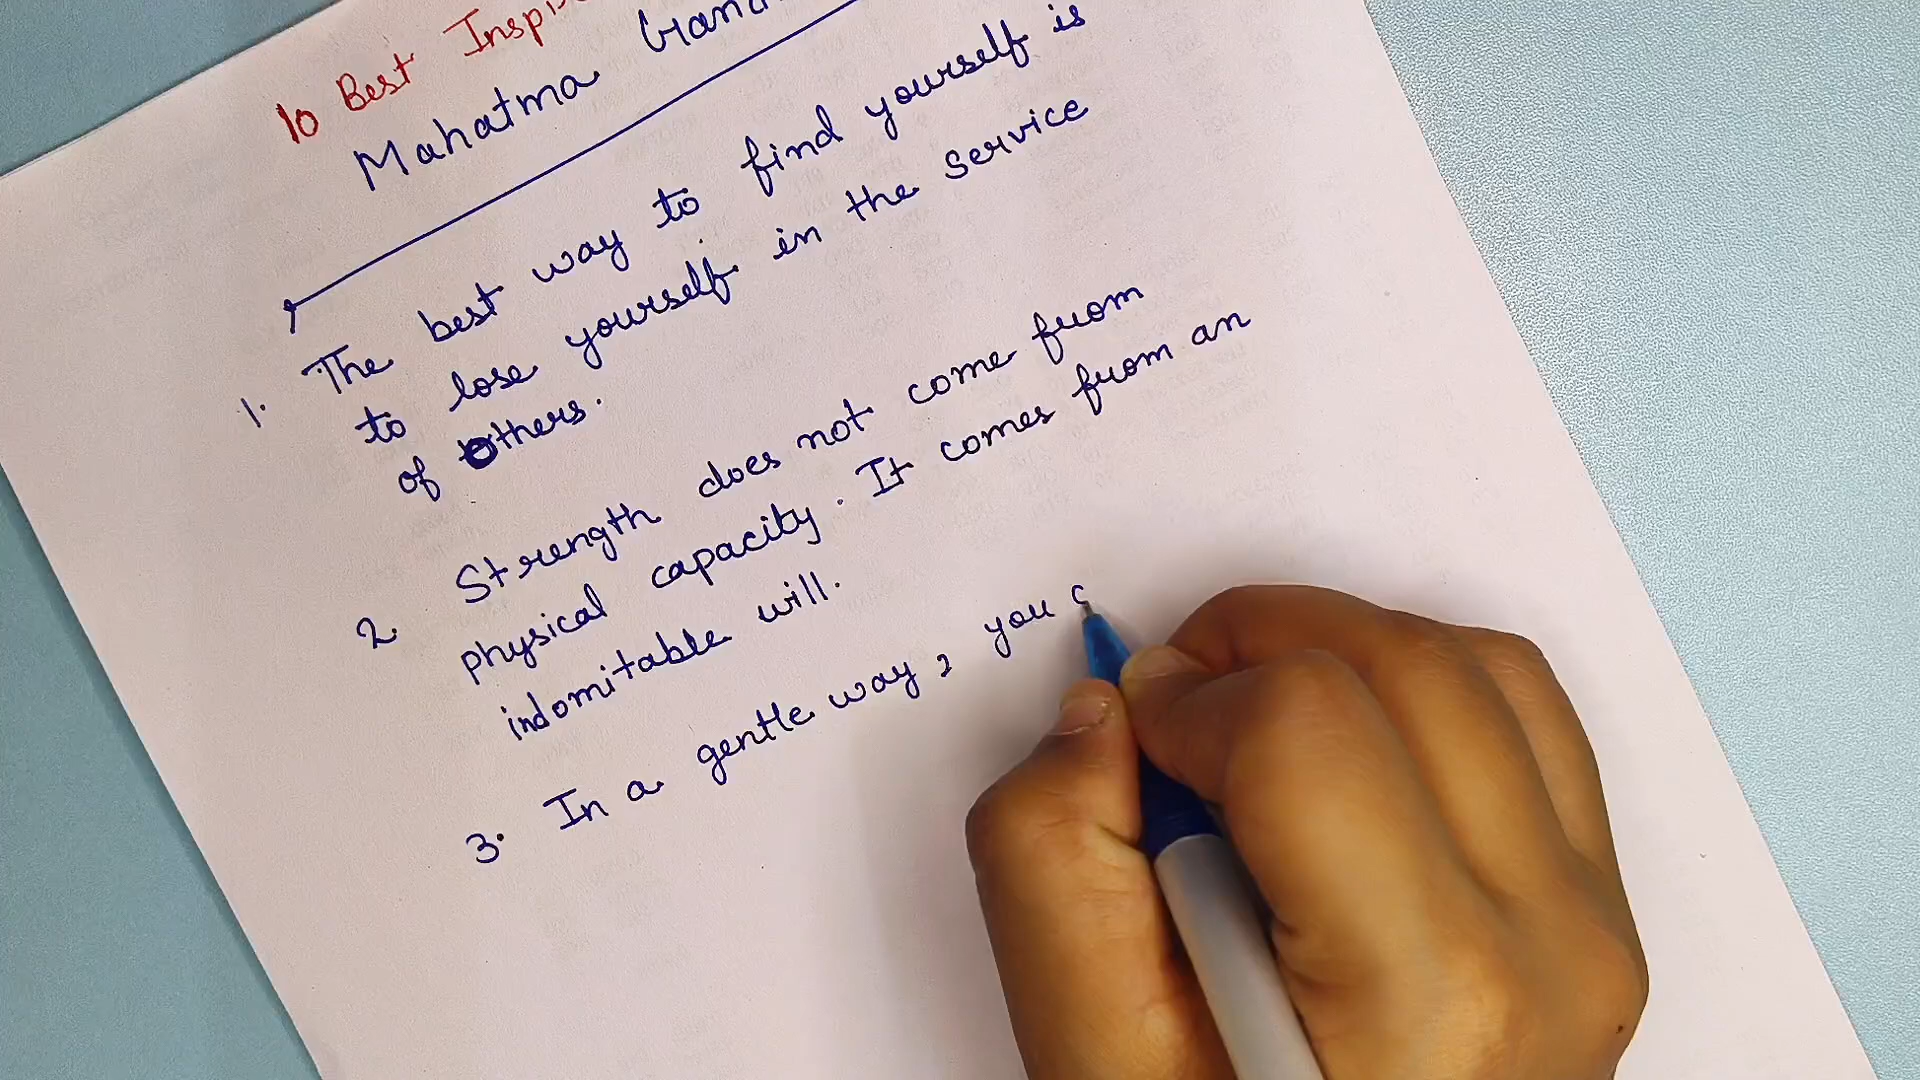 10 Best
Mahatma
1. The best way to find yourself is
to lose yourself in the service
of others.
2. Strength does not come from
physical capacity. It comes from an
indomitable will.
3. In a gentle way, you